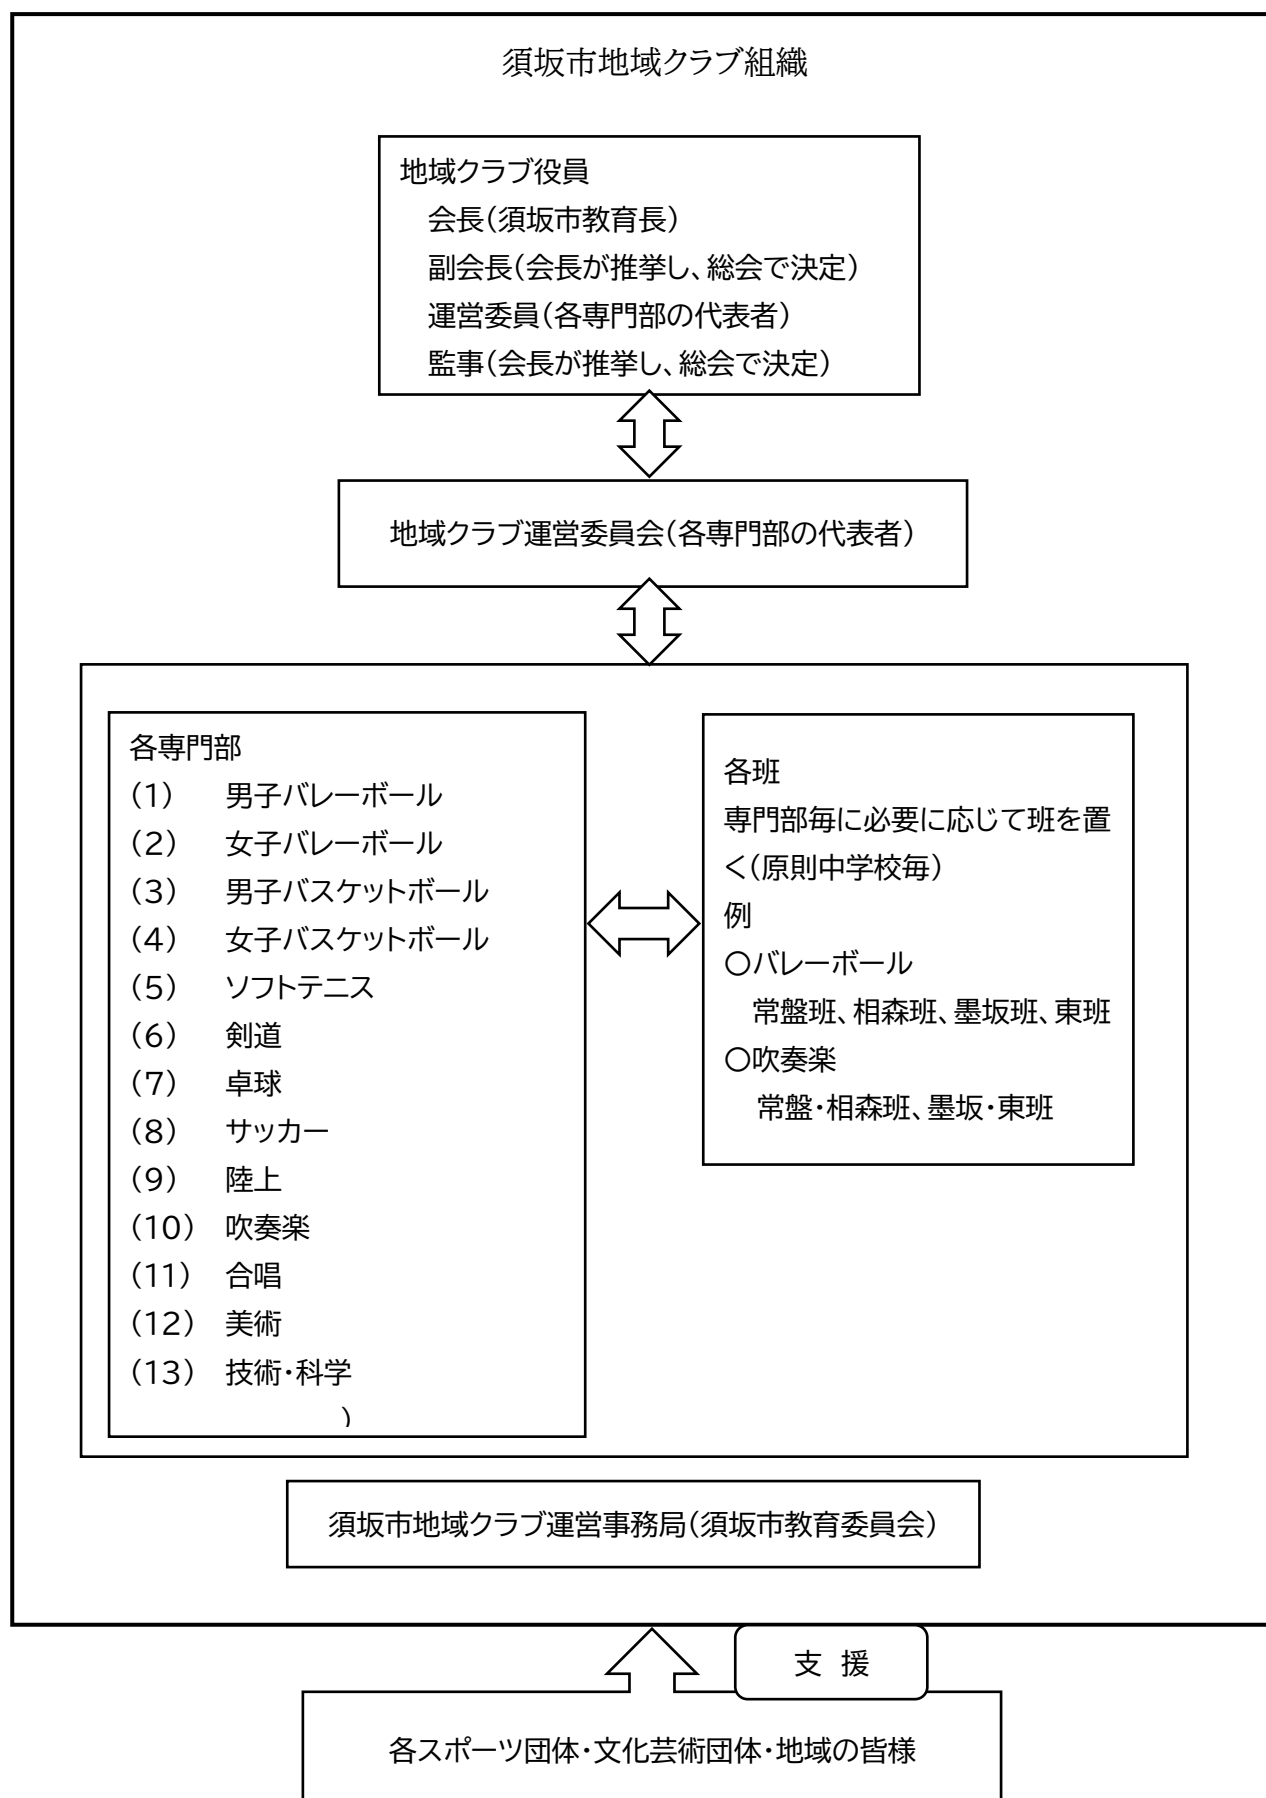 須坂市地域クラブ組織
地域クラブ役員
会長(須坂市教育長)
副会長(会長が推挙し、総会で決定)
運営委員(各専門部の代表者)
監事(会長が推挙し、総会で決定)
地域クラブ運営委員会(各専門部の代表者)
各専門部
(1) 男子バレーボール
(2) 女子バレーボール
(3) 男子バスケットボール
(4) 女子バスケットボール
(5) ソフトテニス
(6) 剣道
(7) 卓球
(8) サッカー
(9) 陸上
(10) 吹奏楽
(11) 合唱
(12) 美術
(13) 技術・科学
)
各班
専門部毎に必要に応じて班を置
く(原則中学校毎)
例
〇バレーボール
常盤班、相森班、墨坂班、東班
〇吹奏楽
常盤・相森班、墨坂・東班
須坂市地域クラブ運営事務局(須坂市教育委員会)
支 援
各スポーツ団体・文化芸術団体・地域の皆様